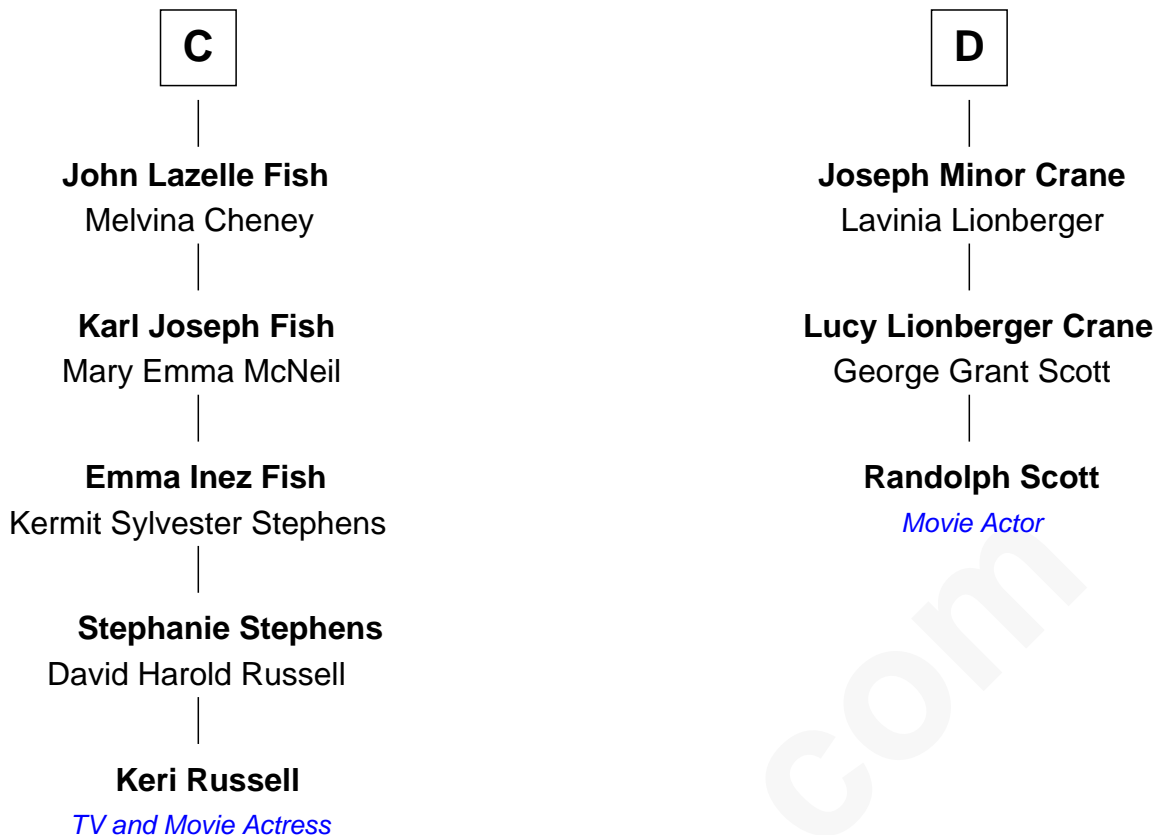 C
John Lazelle Fish
Melvina Cheney
Karl Joseph Fish
Mary Emma McNeil
Emma Inez Fish
Kermit Sylvester Stephens
Stephanie Stephens
David Harold Russell
Keri Russell
TV and Movie Actress
D
Joseph Minor Crane
Lavinia Lionberger
Lucy Lionberger Crane
George Grant Scott
Randolph Scott
Movie Actor
com